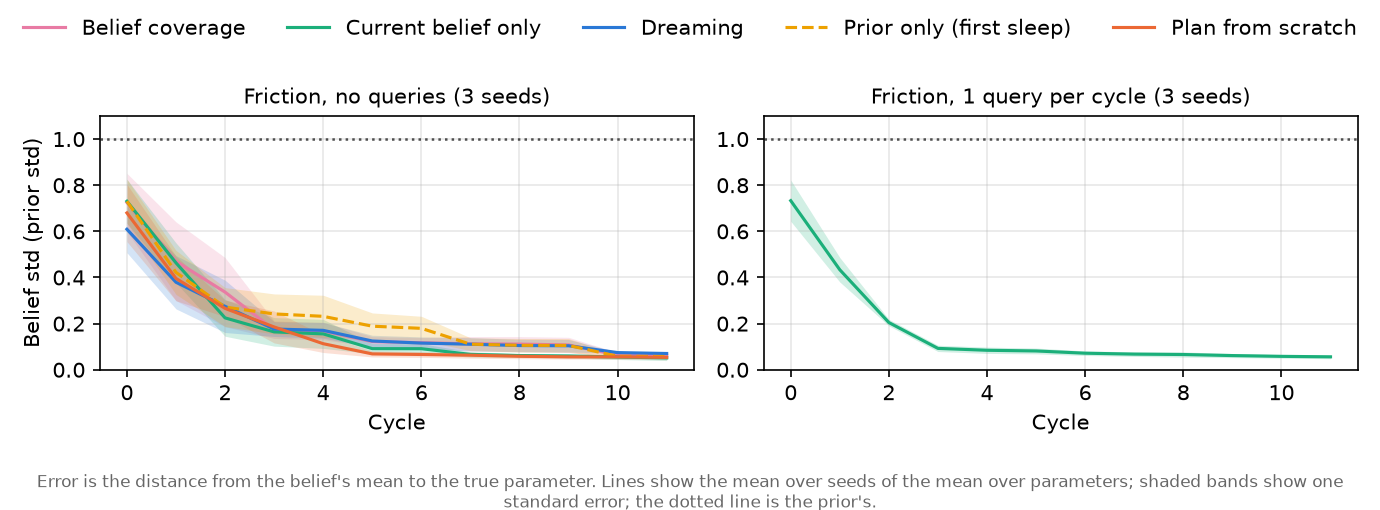 Belief coverage
Current belief only
Dreaming
Prior only (first sleep)
Plan from scratch
Friction, no queries (3 seeds)
Belief std (prior std)
1.0
0.8
0.6
0.4
0.2
0.0
0 2 4 6 8 10
Cycle
Friction, 1 query per cycle (3 seeds)
1.0
0.8
0.6
0.4
0.2
0.0
0 2 4 6 8 10
Cycle
Error is the distance from the belief's mean to the true parameter. Lines show the mean over seeds of the mean over parameters; shaded bands show one
standard error; the dotted line is the prior's.